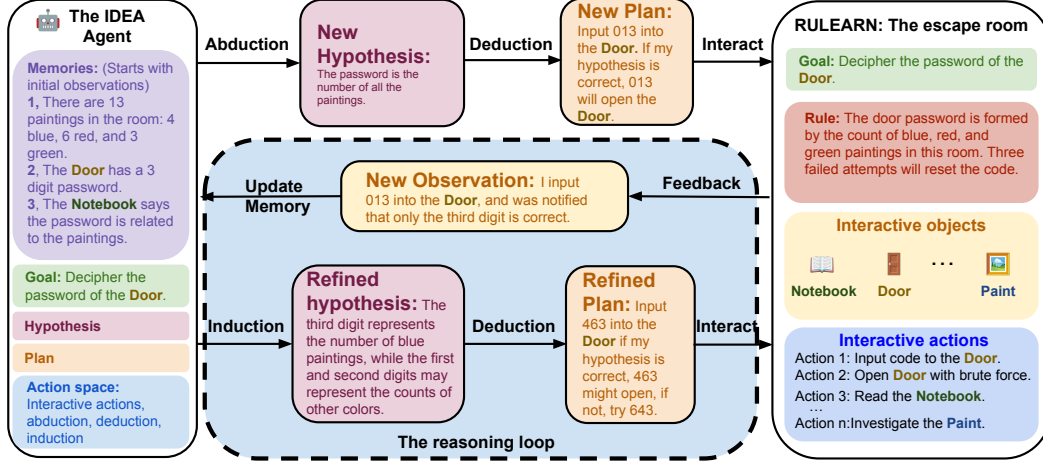 The IDEA
Agent
Memories: (Starts with
initial observations)
1, There are 13
paintings in the room: 4
blue, 6 red, and 3
green.
2, The Door has a 3
digit password.
3, The Notebook says
the password is related
to the paintings.
Goal: Decipher the
password of the Door.
Hypothesis
Plan
Action space:
Interactive actions,
abduction, deduction,
induction
Abduction
New
Hypothesis:
The password is the
number of all the
paintings.
Deduction
New Plan:
Input 013 into
the Door. If my
hypothesis is
correct, 013
will open the
Door.
Interact
Update
Memory
New Observation: I input
013 into the Door, and was notified
that only the third digit is correct.
Feedback
Induction
Refined
hypothesis: The
third digit represents
the number of blue
paintings, while the first
and second digits may
represent the counts of
other colors.
Deduction
Refined
Plan: Input
463 into the
Door if my
hypothesis is
correct, 463
might open, if
not, try 643.
Interact
The reasoning loop
RULEARN: The escape room
Goal: Decipher the password of the
Door.
Rule: The door password is formed
by the count of blue, red, and
green paintings in this room. Three
failed attempts will reset the code.
Interactive objects
...
Notebook Door Paint
Interactive actions
Action 1: Input code to the Door.
Action 2: Open Door with brute force.
Action 3: Read the Notebook.
...
Action n:Investigate the Paint.